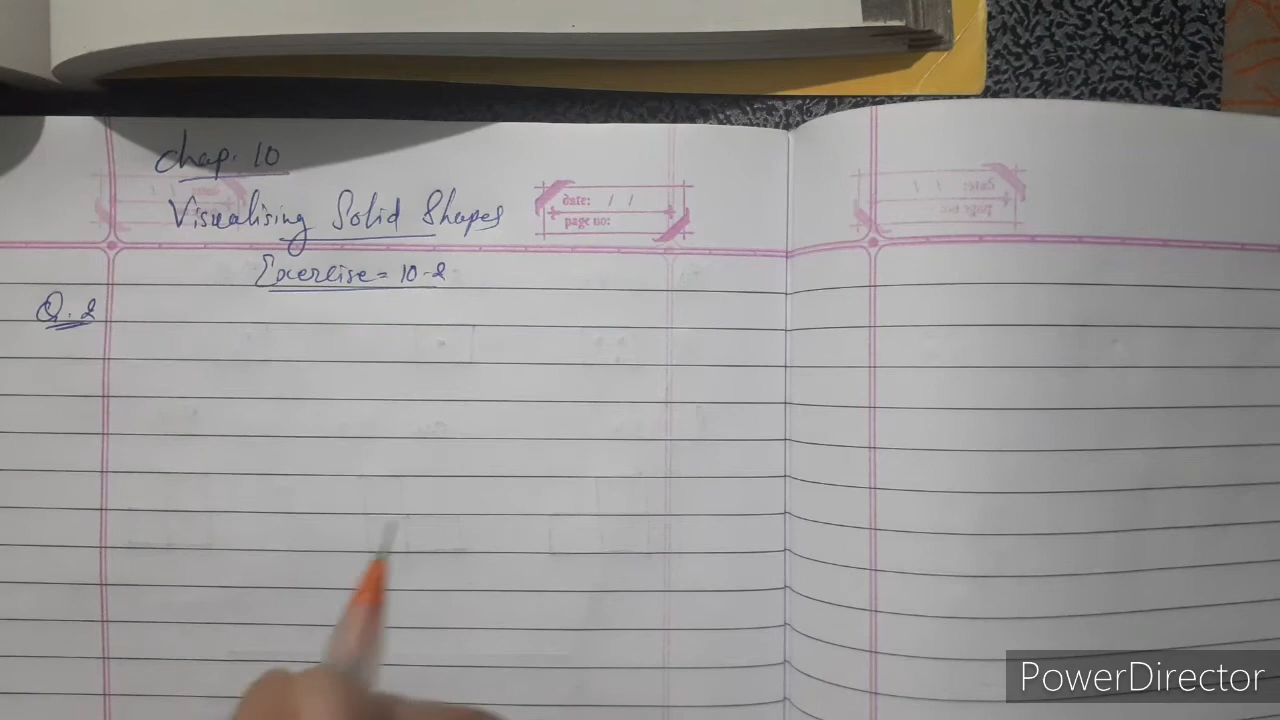 Chap. 10
Visualising Solid Shapes
date: / /
page no:
Exercise = 10-2
Q. 2
PowerDirector